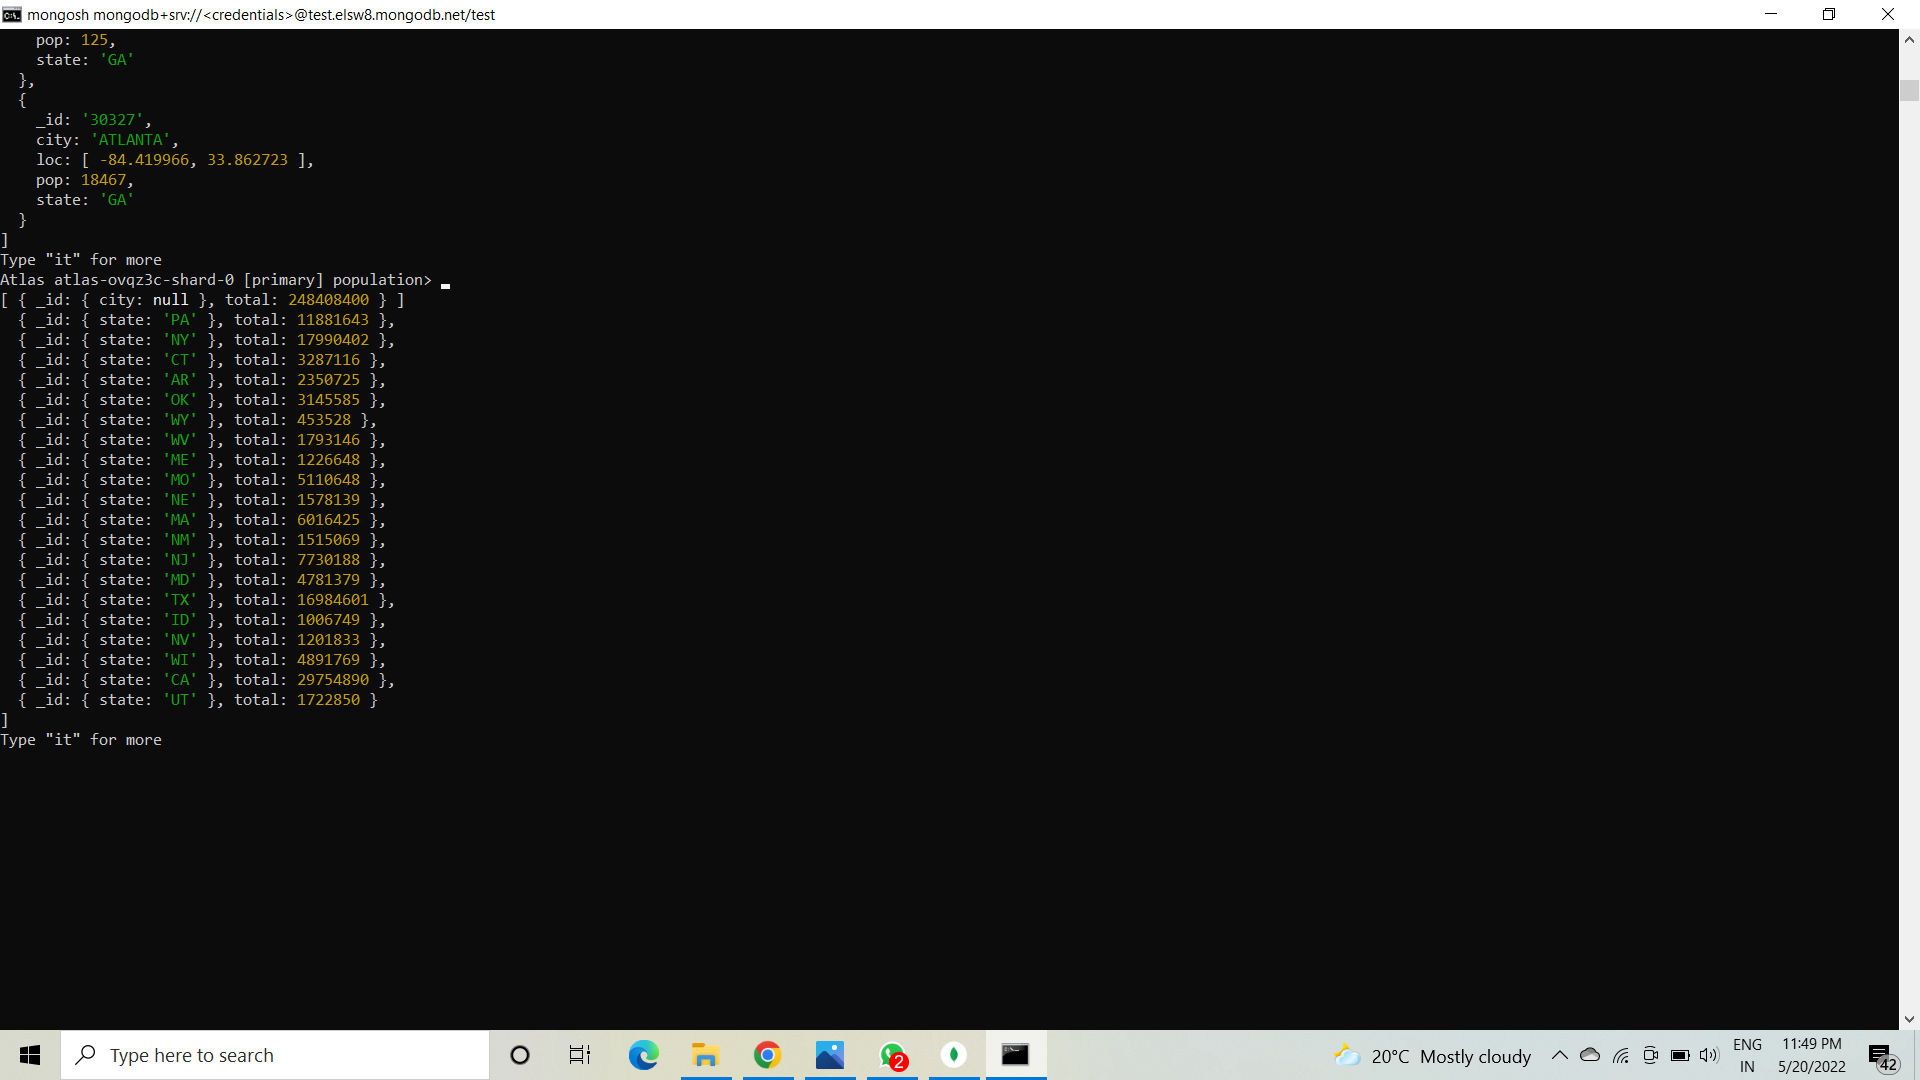 mongosh mongodb+srv://<credentials>@test.elsw8.mongodb.net/test
pop: 125,
state: 'GA'
},
{
_id: '30327',
city: 'ATLANTA',
loc: [ -84.419966, 33.862723 ],
pop: 18467,
state: 'GA'
}
]
Type "it" for more
Atlas atlas-ovqz3c-shard-0 [primary] population>
[ { _id: { city: null }, total: 248408400 } ]
{ _id: { state: 'PA' }, total: 11881643 },
{ _id: { state: 'NY' }, total: 17990402 },
{ _id: { state: 'CT' }, total: 3287116 },
{ _id: { state: 'AR' }, total: 2350725 },
{ _id: { state: 'OK' }, total: 3145585 },
{ _id: { state: 'WY' }, total: 453528 },
{ _id: { state: 'WV' }, total: 1793146 },
{ _id: { state: 'ME' }, total: 1226648 },
{ _id: { state: 'MO' }, total: 5110648 },
{ _id: { state: 'NE' }, total: 1578139 },
{ _id: { state: 'MA' }, total: 6016425 },
{ _id: { state: 'NM' }, total: 1515069 },
{ _id: { state: 'NJ' }, total: 7730188 },
{ _id: { state: 'MD' }, total: 4781379 },
{ _id: { state: 'TX' }, total: 16984601 },
{ _id: { state: 'ID' }, total: 1006749 },
{ _id: { state: 'NV' }, total: 1201833 },
{ _id: { state: 'WI' }, total: 4891769 },
{ _id: { state: 'CA' }, total: 29754890 },
{ _id: { state: 'UT' }, total: 1722850 }
]
Type "it" for more
Type here to search
2
20°C Mostly cloudy
ENG
IN
11:49 PM
5/20/2022
42